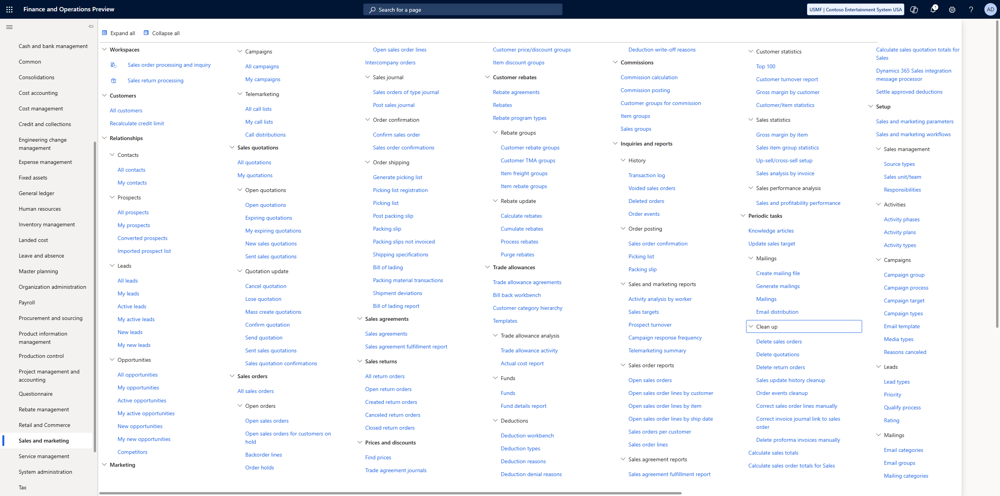 Finance and Operations Preview
Search for a page
USMF | Contoso Entertainment System USA
1
AD
Cash and bank management
Common
Consolidations
Cost accounting
Cost management
Credit and collections
Engineering change
management
Expense management
Fixed assets
General ledger
Human resources
Inventory management
Landed cost
Leave and absence
Master planning
Organization administration
Payroll
Procurement and sourcing
Product information
management
Production control
Project management and
accounting
Questionnaire
Rebate management
Retail and Commerce
Sales and marketing
Service management
System administration
Tax
Expand all
Collapse all
Workspaces
Sales order processing and inquiry
Sales return processing
Customers
All customers
Recalculate credit limit
Relationships
Contacts
All contacts
My contacts
Prospects
All prospects
My prospects
Converted prospects
Imported prospect list
Leads
All leads
My leads
Active leads
My active leads
New leads
My new leads
Opportunities
All opportunities
My opportunities
Active opportunities
My active opportunities
New opportunities
My new opportunities
Competitors
Marketing
Campaigns
All campaigns
My campaigns
Telemarketing
All call lists
My call lists
Call distributions
Sales quotations
All quotations
My quotations
Open quotations
Open quotations
Expiring quotations
My expiring quotations
New sales quotations
Sent sales quotations
Quotation update
Cancel quotation
Lose quotation
Mass create quotations
Confirm quotation
Send quotation
Sent sales quotations
Sales quotation confirmations
Sales orders
All sales orders
Open orders
Open sales orders
Open sales orders for customers on
hold
Backorder lines
Order holds
Open sales order lines
Intercompany orders
Sales journal
Sales orders of type journal
Post sales journal
Order confirmation
Confirm sales order
Sales order confirmations
Order shipping
Generate picking list
Picking list registration
Picking list
Post packing slip
Packing slip
Packing slips not invoiced
Shipping specifications
Bill of lading
Packing material transactions
Shipment deviations
Bill of lading report
Sales agreements
Sales agreements
Sales agreement fulfillment report
Sales returns
All return orders
Open return orders
Created return orders
Canceled return orders
Closed return orders
Prices and discounts
Find prices
Trade agreement journals
Customer price/discount groups
Item discount groups
Customer rebates
Rebate agreements
Rebates
Rebate program types
Rebate groups
Customer rebate groups
Customer TMA groups
Item freight groups
Item rebate groups
Rebate update
Calculate rebates
Cumulate rebates
Process rebates
Purge rebates
Trade allowances
Trade allowance agreements
Bill back workbench
Customer category hierarchy
Templates
Trade allowance analysis
Trade allowance activity
Actual cost report
Funds
Funds
Fund details report
Deductions
Deduction workbench
Deduction types
Deduction reasons
Deduction denial reasons
Deduction write-off reasons
Commissions
Commission calculation
Commission posting
Customer groups for commission
Item groups
Sales groups
Inquiries and reports
History
Transaction log
Voided sales orders
Deleted orders
Order events
Order posting
Sales order confirmation
Picking list
Packing slip
Sales and marketing reports
Activity analysis by worker
Sales targets
Prospect turnover
Campaign response frequency
Telemarketing summary
Sales order reports
Open sales orders
Open sales order lines by customer
Open sales order lines by item
Open sales order lines by ship date
Sales orders per customer
Sales order lines
Sales agreement reports
Sales agreement fulfillment report
Customer statistics
Top 100
Customer turnover report
Gross margin by customer
Customer/item statistics
Sales statistics
Gross margin by item
Sales item group statistics
Up-sell/cross-sell setup
Sales analysis by invoice
Sales performance analysis
Sales and profitability performance
Periodic tasks
Knowledge articles
Update sales target
Mailings
Create mailing file
Generate mailings
Mailings
Email distribution
Clean up
Delete sales orders
Delete quotations
Delete return orders
Sales update history cleanup
Order events cleanup
Correct sales order lines manually
Correct invoice journal link to sales
order
Delete proforma invoices manually
Calculate sales totals
Calculate sales order totals for Sales
Calculate sales quotation totals for
Sales
Dynamics 365 Sales integration
message processor
Settle approved deductions
Setup
Sales and marketing parameters
Sales and marketing workflows
Sales management
Source types
Sales unit/team
Responsibilities
Activities
Activity phases
Activity plans
Activity types
Campaigns
Campaign group
Campaign process
Campaign target
Campaign types
Email template
Media types
Reasons canceled
Leads
Lead types
Priority
Qualify process
Rating
Mailings
Email categories
Email groups
Mailing categories